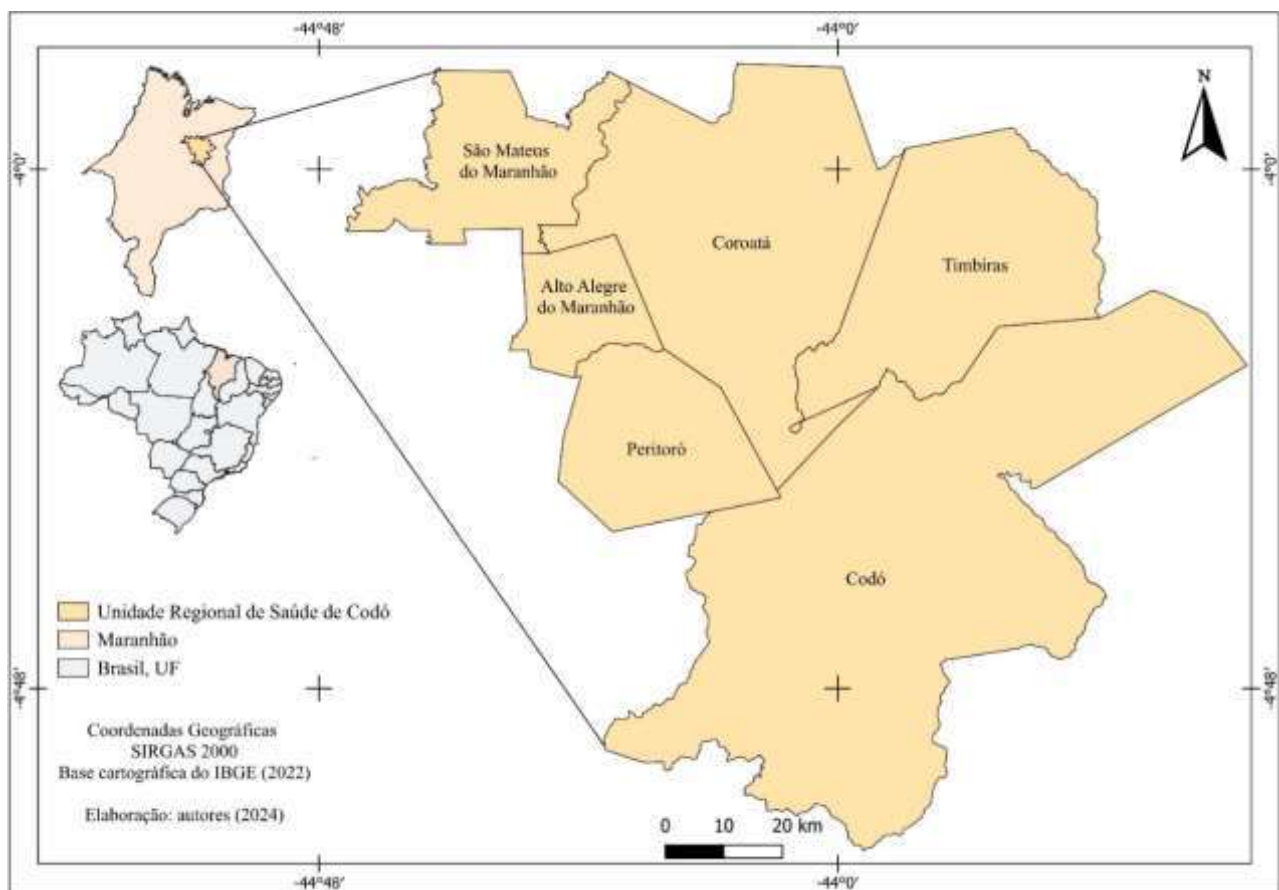 -44°48'
-44°0'
N
-4°0'
-4°0'
São Mateus
do Maranhão
Coroatá
Timbiras
Alto Alegre
do Maranhão
Peritoró
Codó
Unidade Regional de Saúde de Codó
Maranhão
Brasil, UF
-4°48'
-4°48'
Coordenadas Geográficas
SIRGAS 2000
Base cartográfica do IBGE (2022)
Elaboração: autores (2024)
0 10 20 km
-44°48'
-44°0'